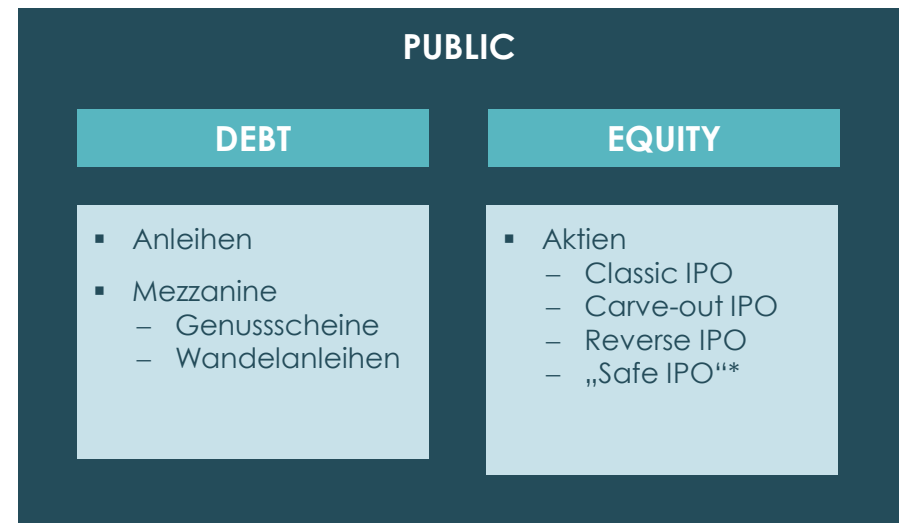 PUBLIC
DEBT
▪ Anleihen
▪ Mezzanine
– Genussscheine
– Wandelanleihen
EQUITY
▪ Aktien
– Classic IPO
– Carve-out IPO
– Reverse IPO
– „Safe IPO“*